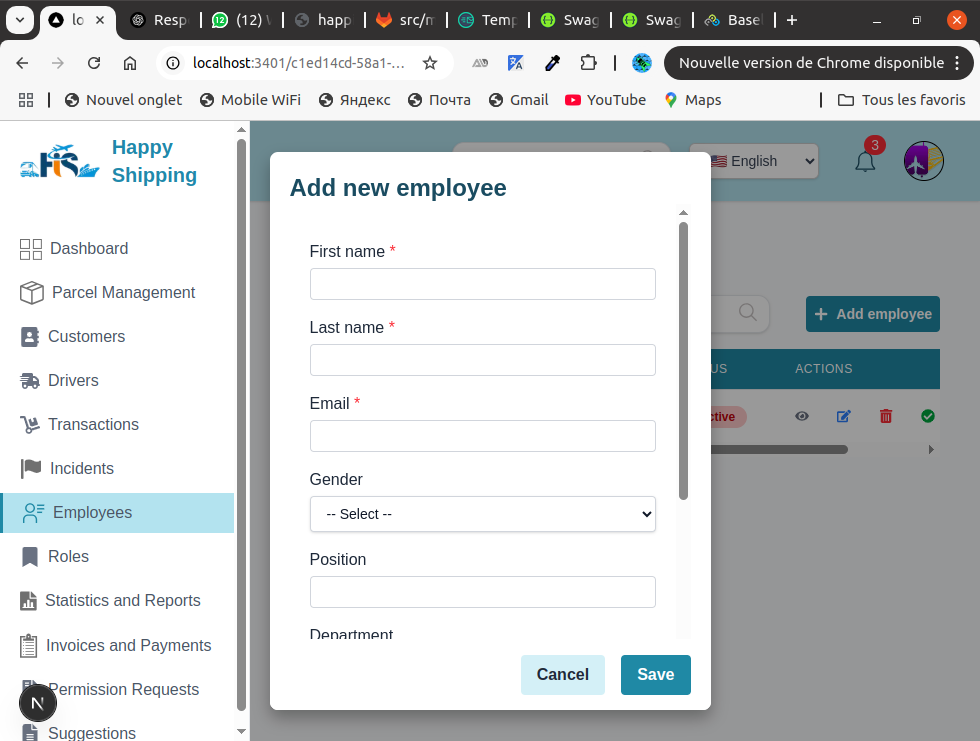 lo
Resp
(12) \
happ
src/m
Temp
Swag
Swag
Basel
localhost:3401/c1ed14cd-58a1-...
Nouvelle version de Chrome disponible
Nouvel onglet
Mobile WiFi
Яндекс
Почта
Gmail
YouTube
Maps
Tous les favoris
Happy
Shipping
Dashboard
Parcel Management
Customers
Drivers
Transactions
Incidents
Employees
Roles
Statistics and Reports
Invoices and Payments
Permission Requests
Suggestions
N
English
3
Add employee
US
ACTIONS
ctive
Add new employee
First name *
Last name *
Email *
Gender
-- Select --
Position
Department
Cancel
Save